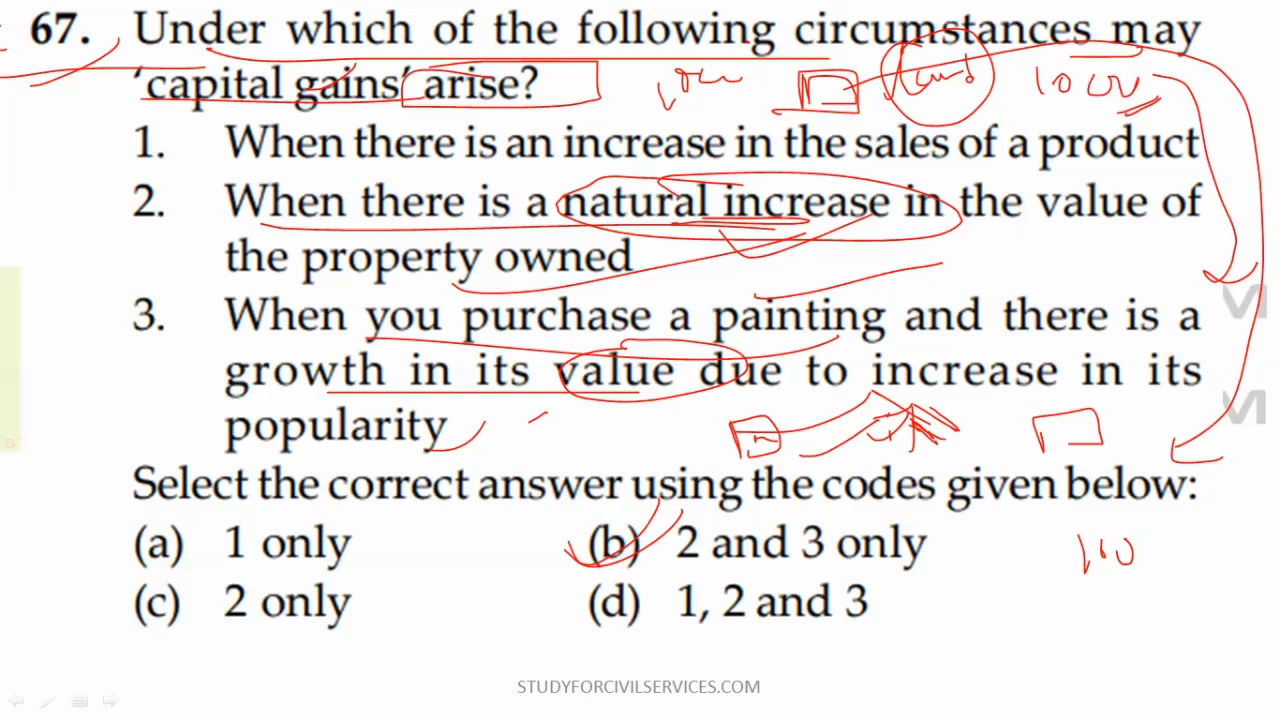 67. Under which of the following circumstances may
‘capital gains’ arise?
1. When there is an increase in the sales of a product
2. When there is a natural increase in the value of
the property owned
3. When you purchase a painting and there is a
growth in its value due to increase in its
popularity
Select the correct answer using the codes given below:
(a) 1 only (b) 2 and 3 only
(c) 2 only (d) 1, 2 and 3
STUDYFORCIVILSERVICES.COM